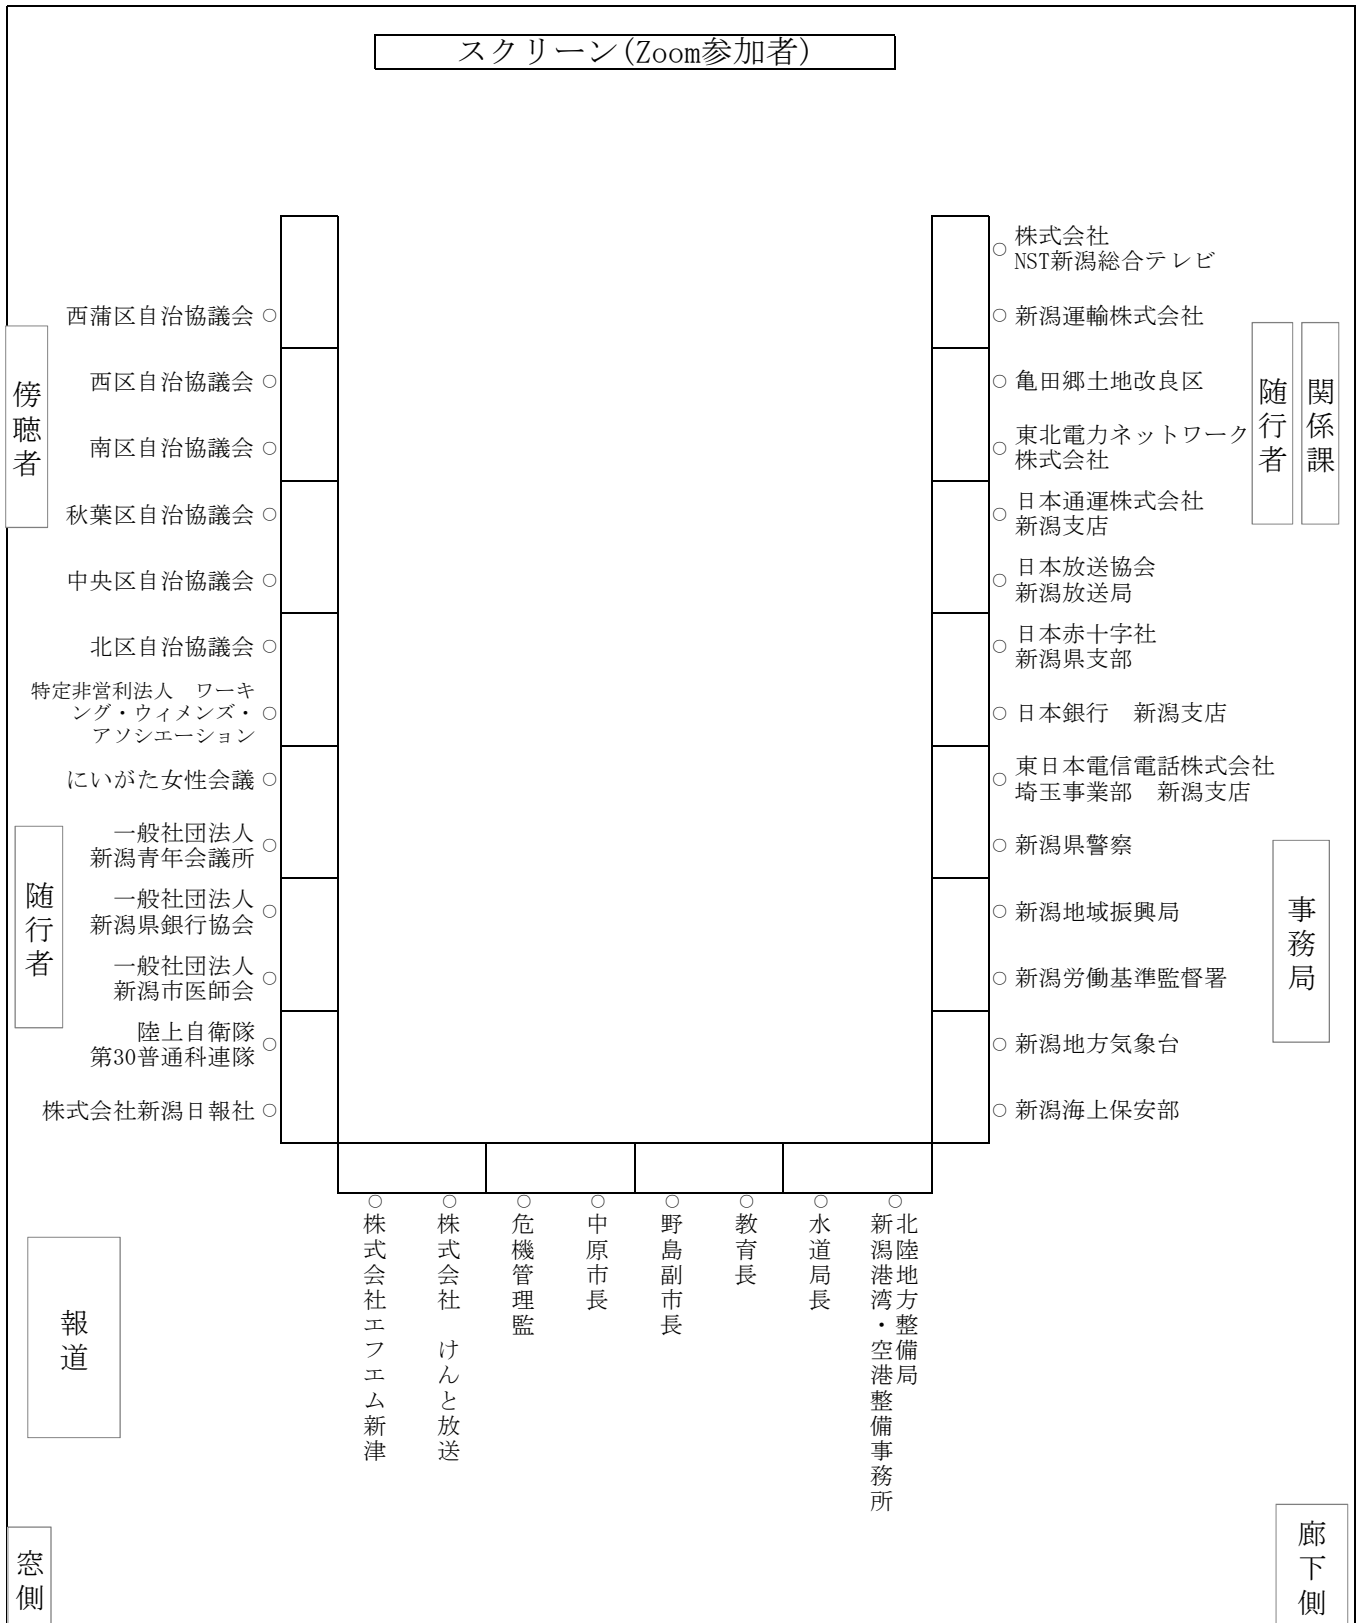 スクリーン(Zoom参加者)
西蒲区自治協議会 ○
西区自治協議会 ○
南区自治協議会 ○
秋葉区自治協議会 ○
中央区自治協議会 ○
北区自治協議会 ○
特定非営利法人　ワーキ
ング・ウィメンズ・ ○
アソシエーション
にいがた女性会議 ○
一般社団法人
新潟青年会議所 ○
一般社団法人
新潟県銀行協会 ○
一般社団法人
新潟市医師会 ○
陸上自衛隊
第30普通科連隊 ○
株式会社新潟日報社 ○
傍聴者
随行者
報道
窓側
○ 株式会社
NST新潟総合テレビ
○ 新潟運輸株式会社
○ 亀田郷土地改良区
○ 東北電力ネットワーク
株式会社
○ 日本通運株式会社
新潟支店
○ 日本放送協会
新潟放送局
○ 日本赤十字社
新潟県支部
○ 日本銀行　新潟支店
○ 東日本電信電話株式会社
埼玉事業部　新潟支店
○ 新潟県警察
○ 新潟地域振興局
○ 新潟労働基準監督署
○ 新潟地方気象台
○ 新潟海上保安部
随行者
関係課
事務局
○株式会社エフエム新津
○株式会社　けんと放送
○危機管理監
○中原市長
○野島副市長
○教育長
○水道局長
○北陸地方整備局
新潟港湾・空港整備事務所
廊下側